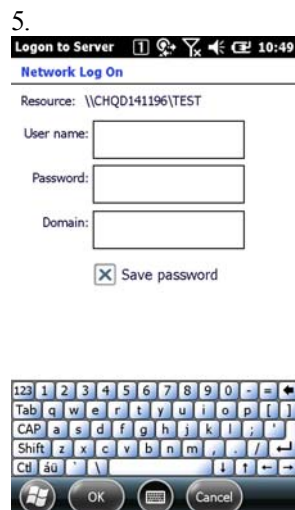 5.
Logon to Server 1 10:49
Network Log On
Resource: \\CHQD141196\TEST
User name:
Password:
Domain:
Save password
123 1 2 3 4 5 6 7 8 9 0 - = ←
Tab q w e r t y u i o p [ ]
CAP a s d f g h j k l ; '
Shift z x c v b n m , . / ↵
Ctl áü ` \ ↓ ↑ ← →
OK Cancel